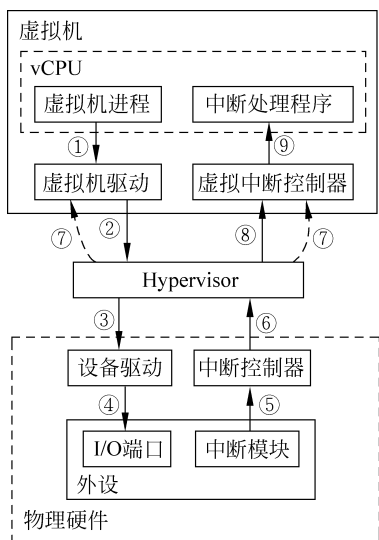 虚拟机
vCPU
虚拟机进程
中断处理程序
①
⑨
虚拟机驱动
虚拟中断控制器
⑦
②
⑧
⑦
Hypervisor
③
⑥
设备驱动
中断控制器
④
⑤
I/O端口
中断模块
外设
物理硬件